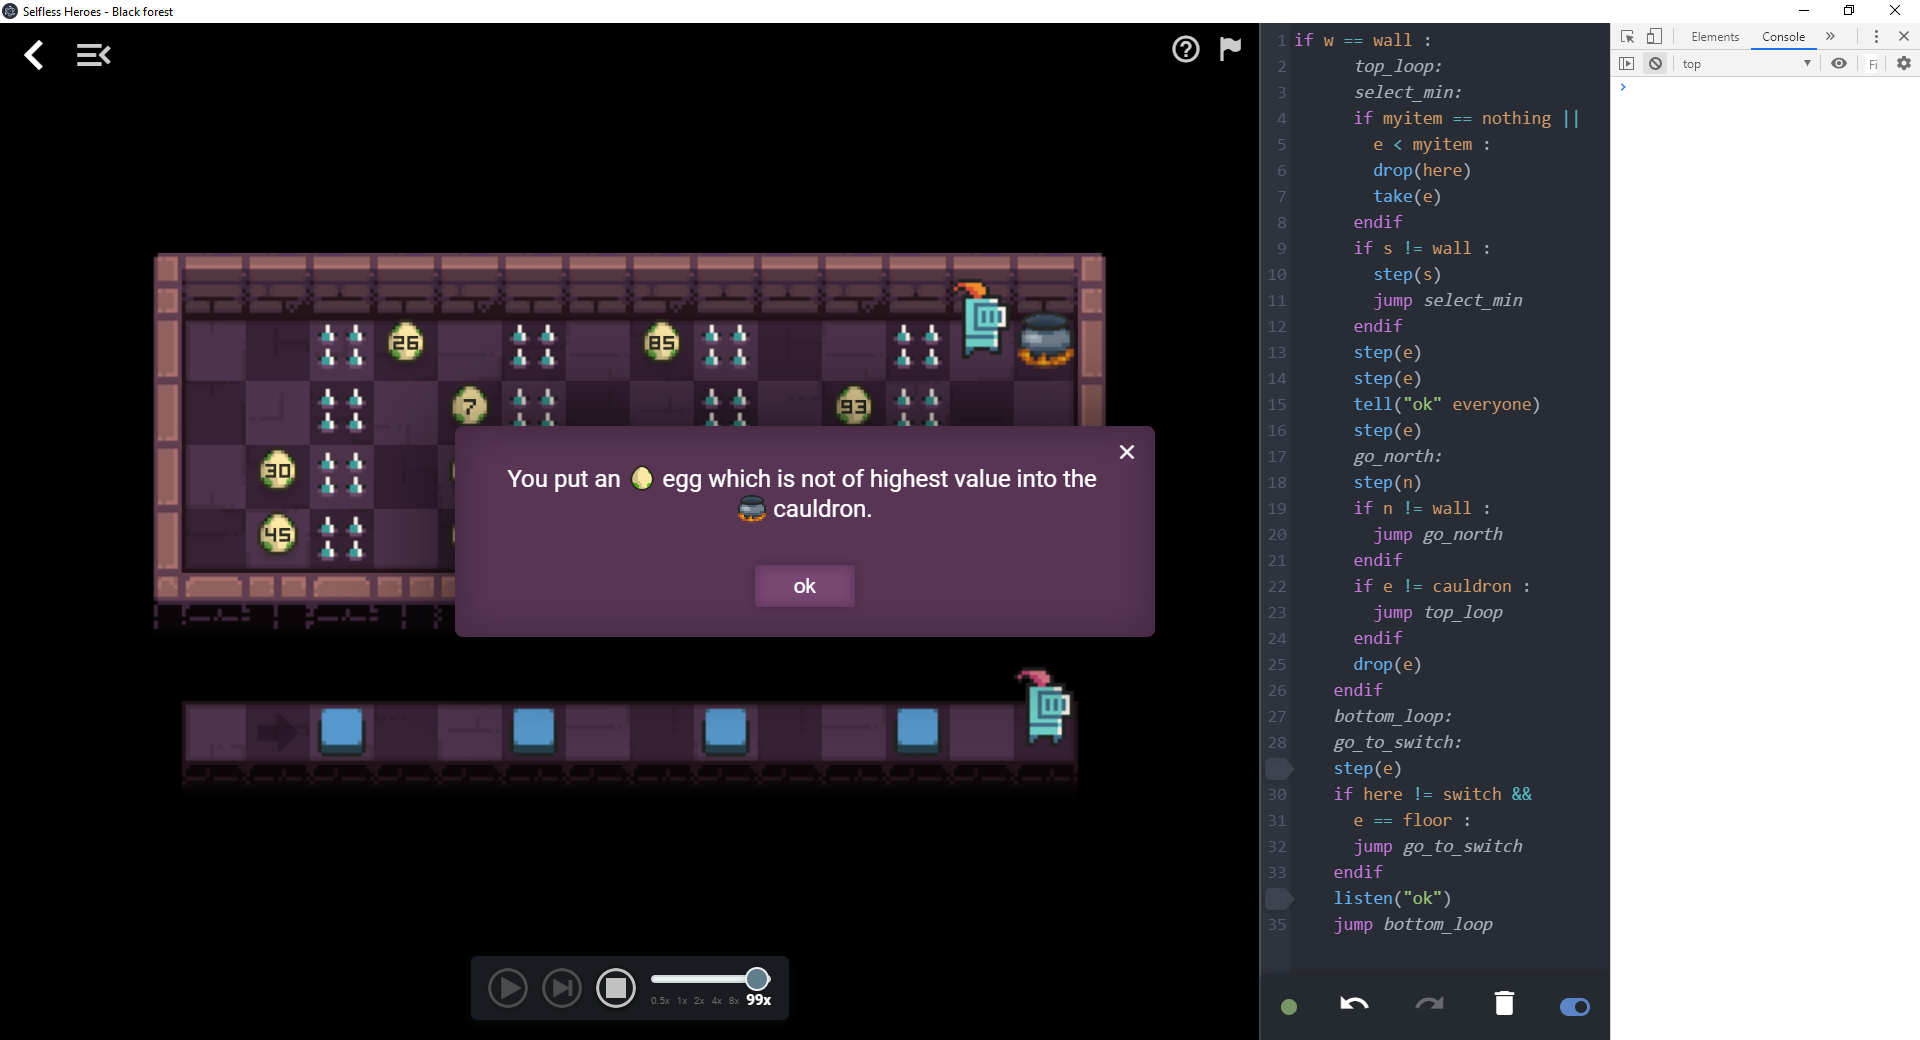 Selfless Heroes - Black forest
Elements
Console
top
Fi
1 if w == wall :
2 top_loop:
3 select_min:
4 if myitem == nothing ||
5 e < myitem :
6 drop(here)
7 take(e)
8 endif
9 if s != wall :
10 step(s)
11 jump select_min
12 endif
13 step(e)
14 step(e)
15 tell("ok" everyone)
16 step(e)
17 go_north:
18 step(n)
19 if n != wall :
20 jump go_north
21 endif
22 if e != cauldron :
23 jump top_loop
24 endif
25 drop(e)
26 endif
27 bottom_loop:
28 go_to_switch:
step(e)
30 if here != switch &&
31 e == floor :
32 jump go_to_switch
33 endif
listen("ok")
35 jump bottom_loop
26
85
7
93
30
45
You put an egg which is not of highest value into the
cauldron.
ok
0.5x 1x 2x 4x 8x 99x